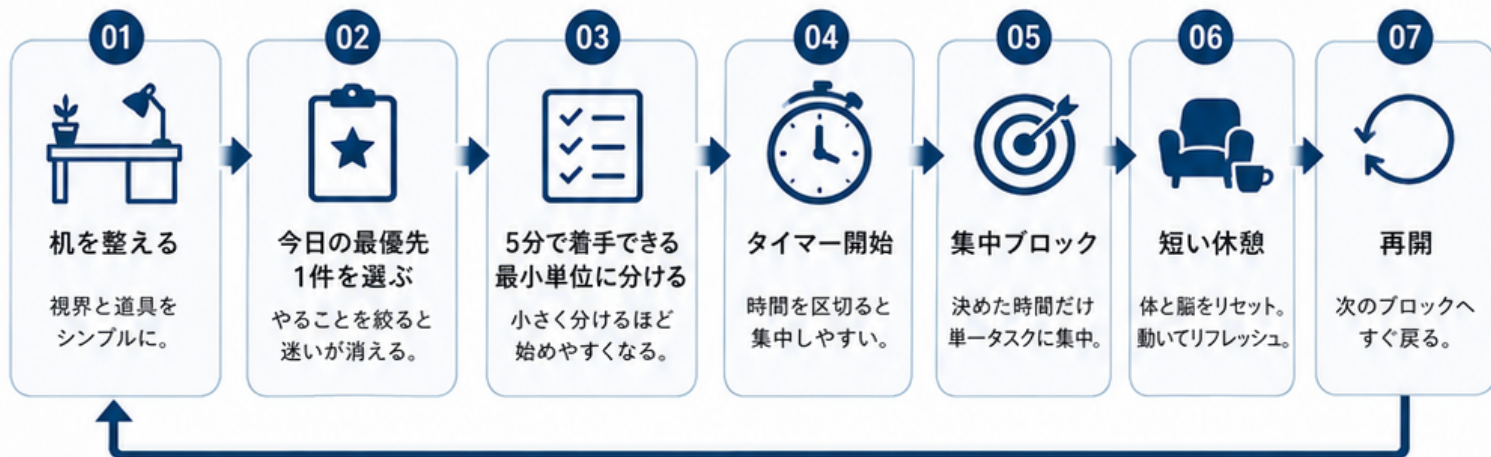 01
机を整える
視界と道具を
シンプルに。
02
今日の最優先
1件を選ぶ
やることを絞ると
迷いが消える。
03
5分で着手できる
最小単位に分ける
小さく分けるほど
始めやすくなる。
04
タイマー開始
時間を区切ると
集中しやすい。
05
集中ブロック
決めた時間だけ
単一タスクに集中。
06
短い休憩
体と脳をリセット。
動いてリフレッシュ。
07
再開
次のブロックへ
すぐ戻る。